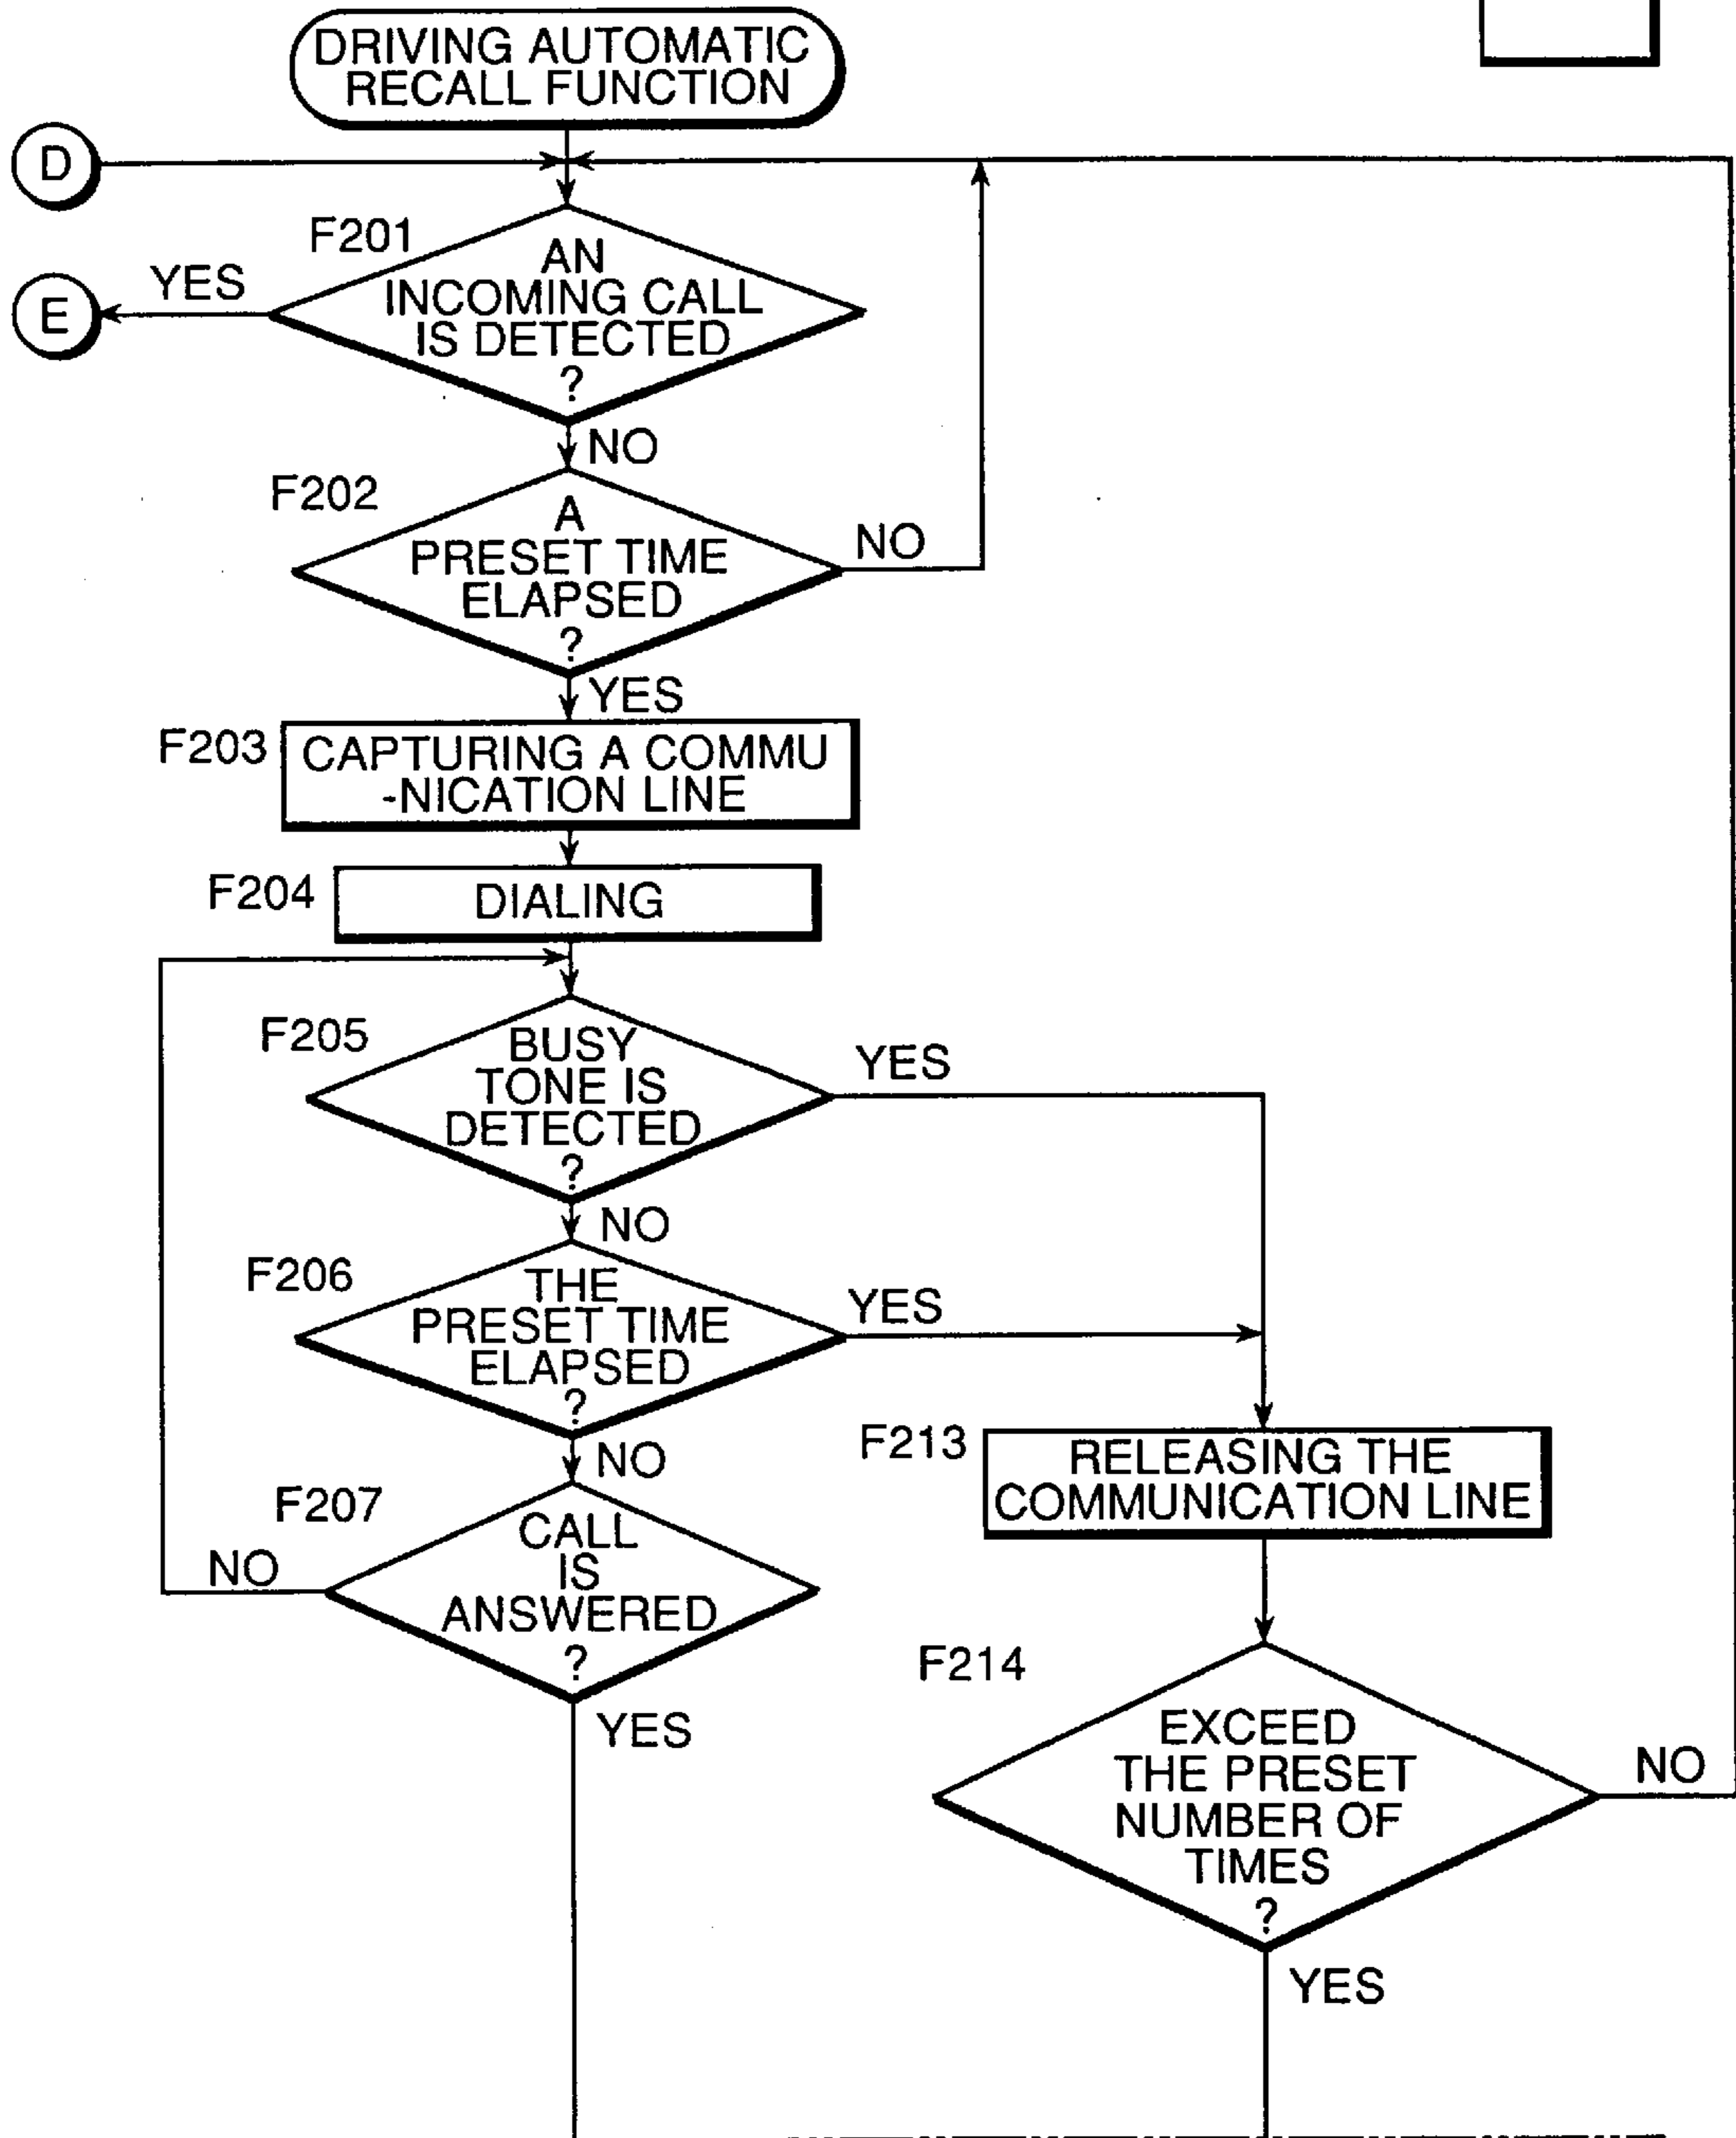 DRIVING AUTOMATIC
RECALL FUNCTION
D
F201
AN
INCOMING CALL
IS DETECTED
?
YES
E
NO
F202
A
PRESET TIME
ELAPSED
?
NO
YES
F203
CAPTURING A COMMU
-NICATION LINE
F204
DIALING
F205
BUSY
TONE IS
DETECTED
?
YES
NO
F206
THE
PRESET TIME
ELAPSED
?
YES
NO
F207
CALL
IS
ANSWERED
?
NO
YES
F213
RELEASING THE
COMMUNICATION LINE
F214
EXCEED
THE PRESET
NUMBER OF
TIMES
?
NO
YES